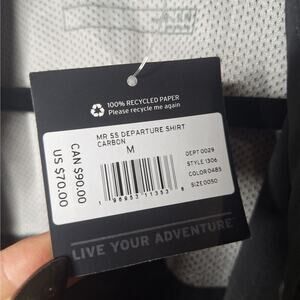 100% RECYCLED PAPER
Please recycle me again
MR SS DEPARTURE SHIRT
CARBON
M
DEPT 0029
STYLE 1306
COLOR 0485
SIZE 0050
CAN $90.00
US $70.00
LIVE YOUR ADVENTURE